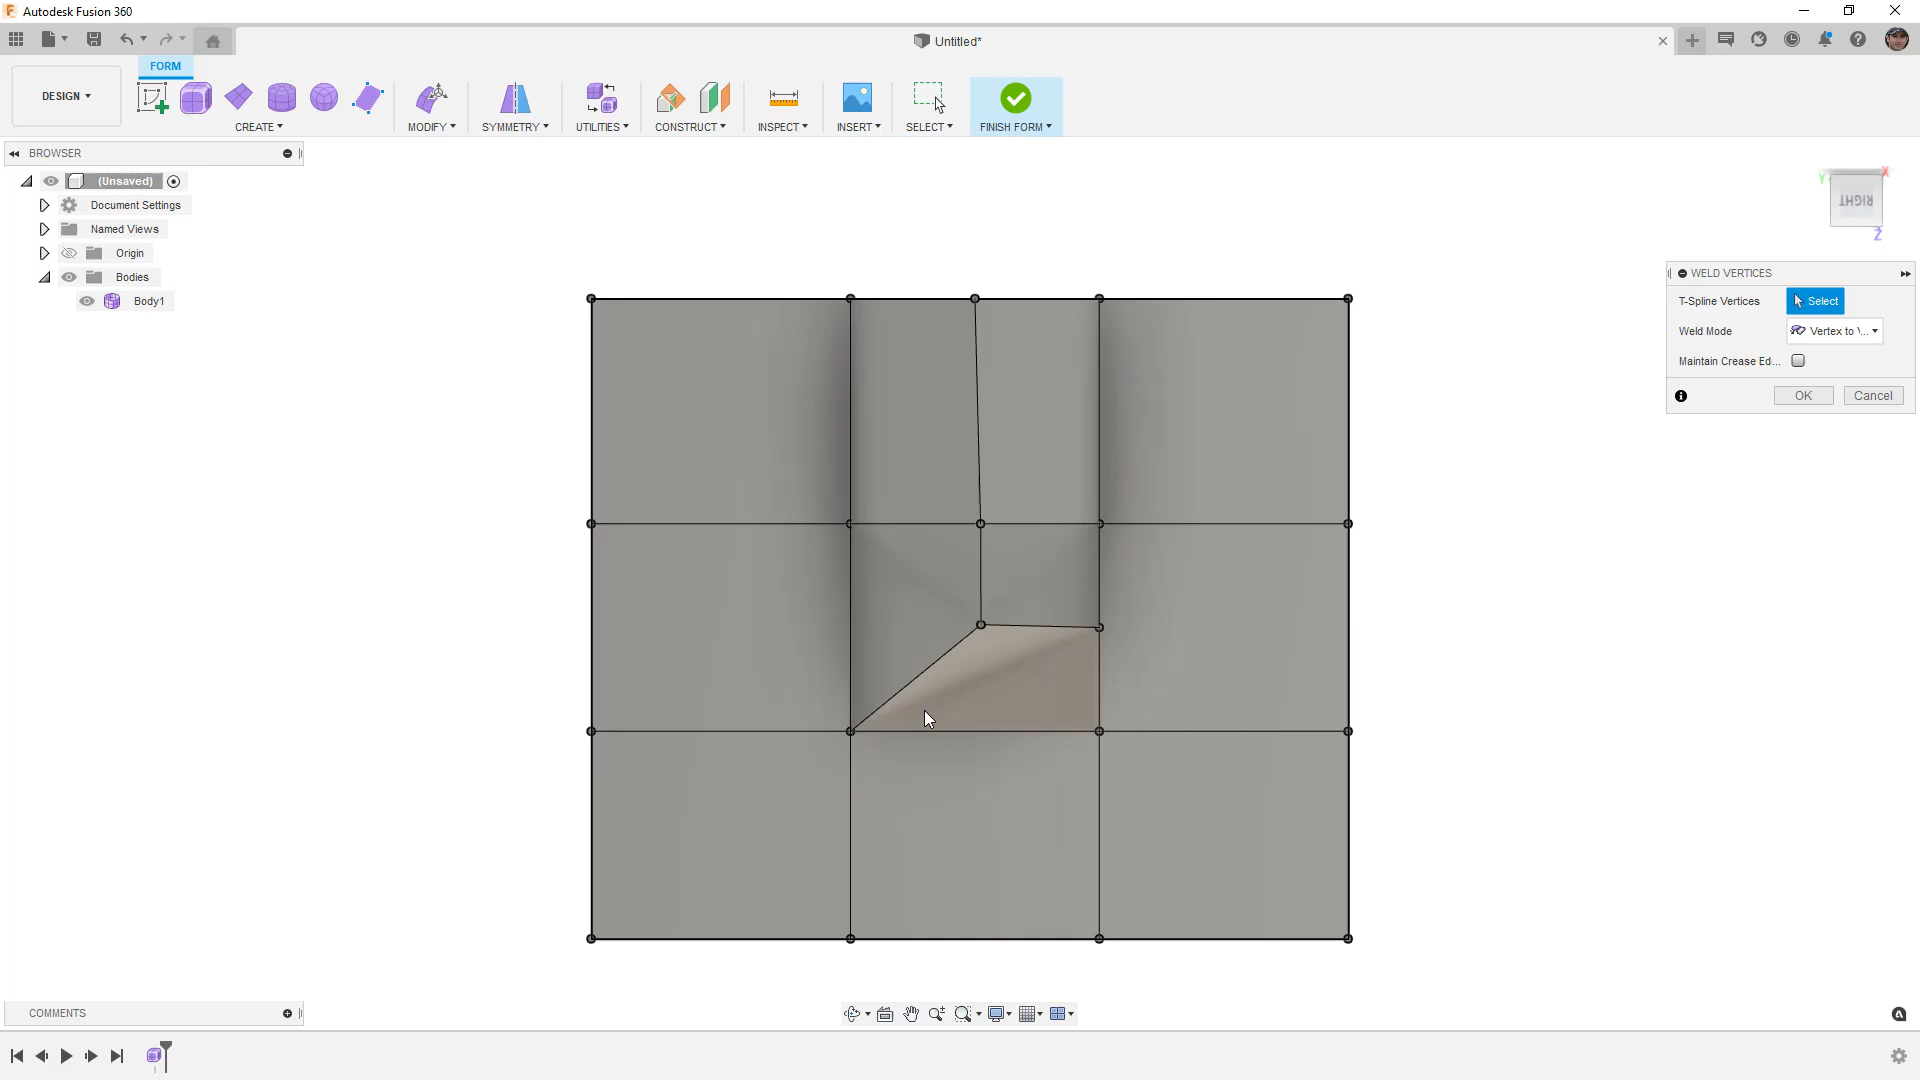 Autodesk Fusion 360
Untitled*
FORM
DESIGN
CREATE
MODIFY
SYMMETRY
UTILITIES
CONSTRUCT
INSPECT
INSERT
SELECT
FINISH FORM
BROWSER
(Unsaved)
Document Settings
Named Views
Origin
Bodies
Body1
Y
X
RIGHT
Z
WELD VERTICES
T-Spline Vertices
Select
Weld Mode
Vertex to \...
Maintain Crease Ed...
OK
Cancel
COMMENTS